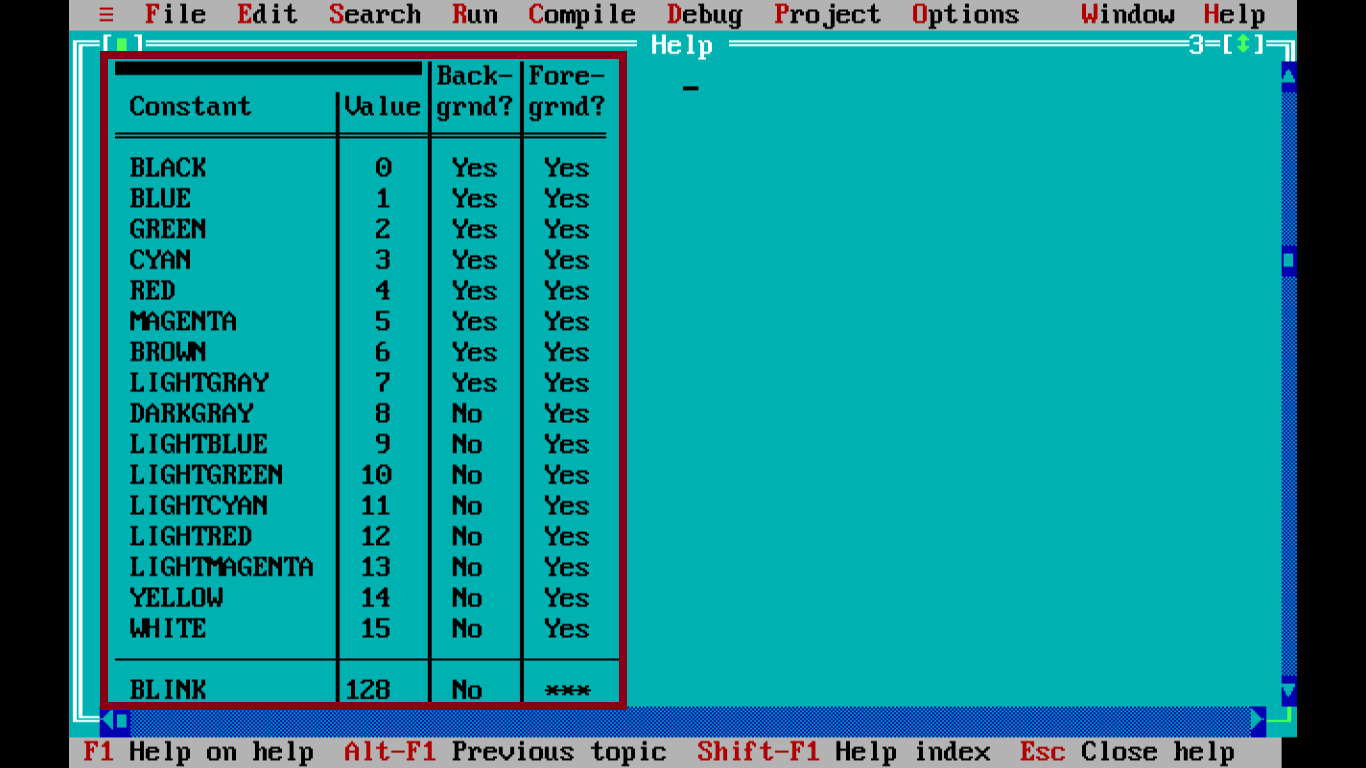 ≡ File Edit Search Run Compile Debug Project Options Window Help
[■] Help 3=[↕]
Back- Fore-
Constant Value grnd? grnd?
BLACK 0 Yes Yes
BLUE 1 Yes Yes
GREEN 2 Yes Yes
CYAN 3 Yes Yes
RED 4 Yes Yes
MAGENTA 5 Yes Yes
BROWN 6 Yes Yes
LIGHTGRAY 7 Yes Yes
DARKGRAY 8 No Yes
LIGHTBLUE 9 No Yes
LIGHTGREEN 10 No Yes
LIGHTCYAN 11 No Yes
LIGHTRED 12 No Yes
LIGHTMAGENTA 13 No Yes
YELLOW 14 No Yes
WHITE 15 No Yes
BLINK 128 No ***
F1 Help on help Alt-F1 Previous topic Shift-F1 Help index Esc Close help